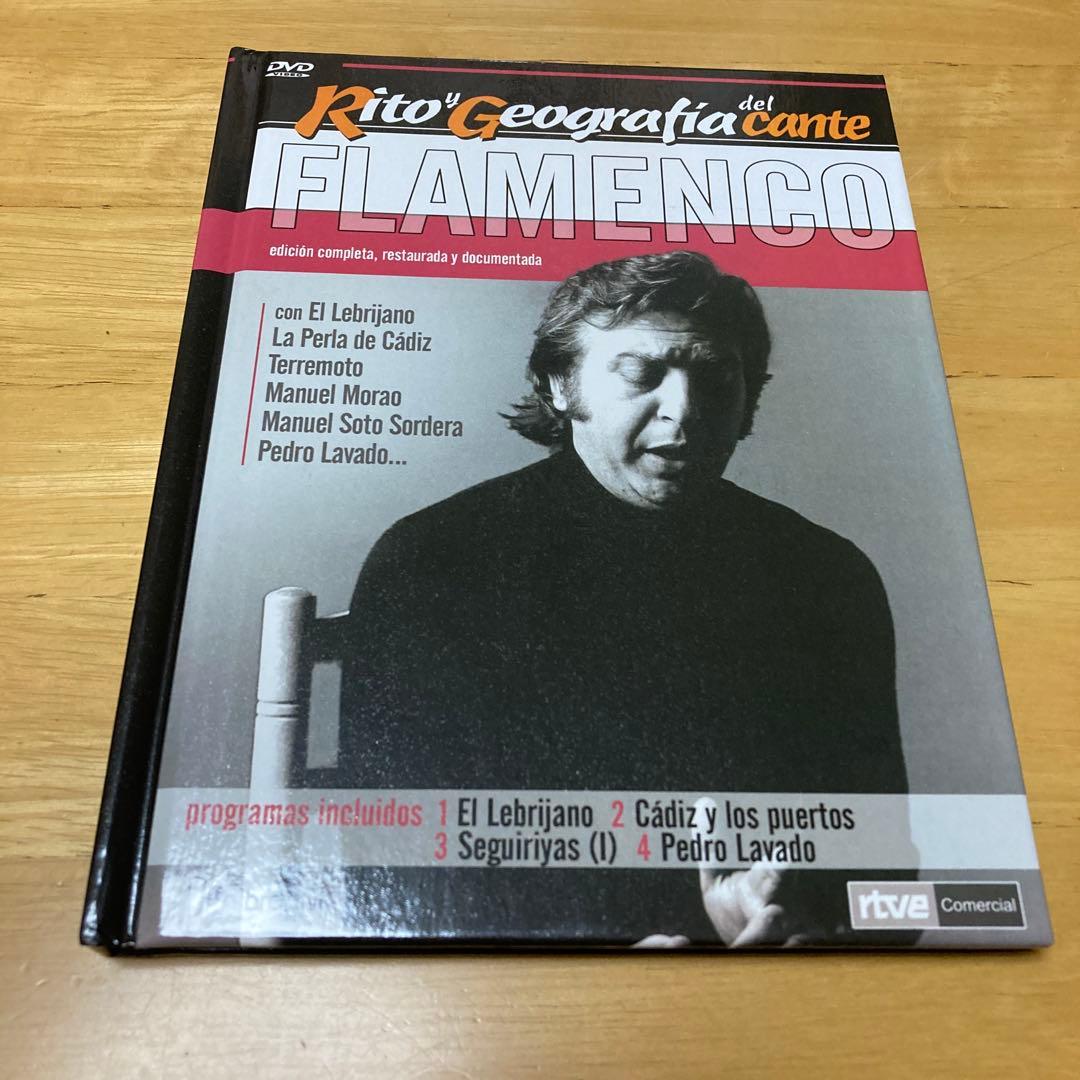 DVD
VIDEO
Rito y Geografía del cante
FLAMENCO
edición completa, restaurada y documentada
con El Lebrijano
La Perla de Cádiz
Terremoto
Manuel Morao
Manuel Soto Sordera
Pedro Lavado...
programas incluidos 1 El Lebrijano 2 Cádiz y los puertos
3 Seguiriyas (I) 4 Pedro Lavado
rtve Comercial